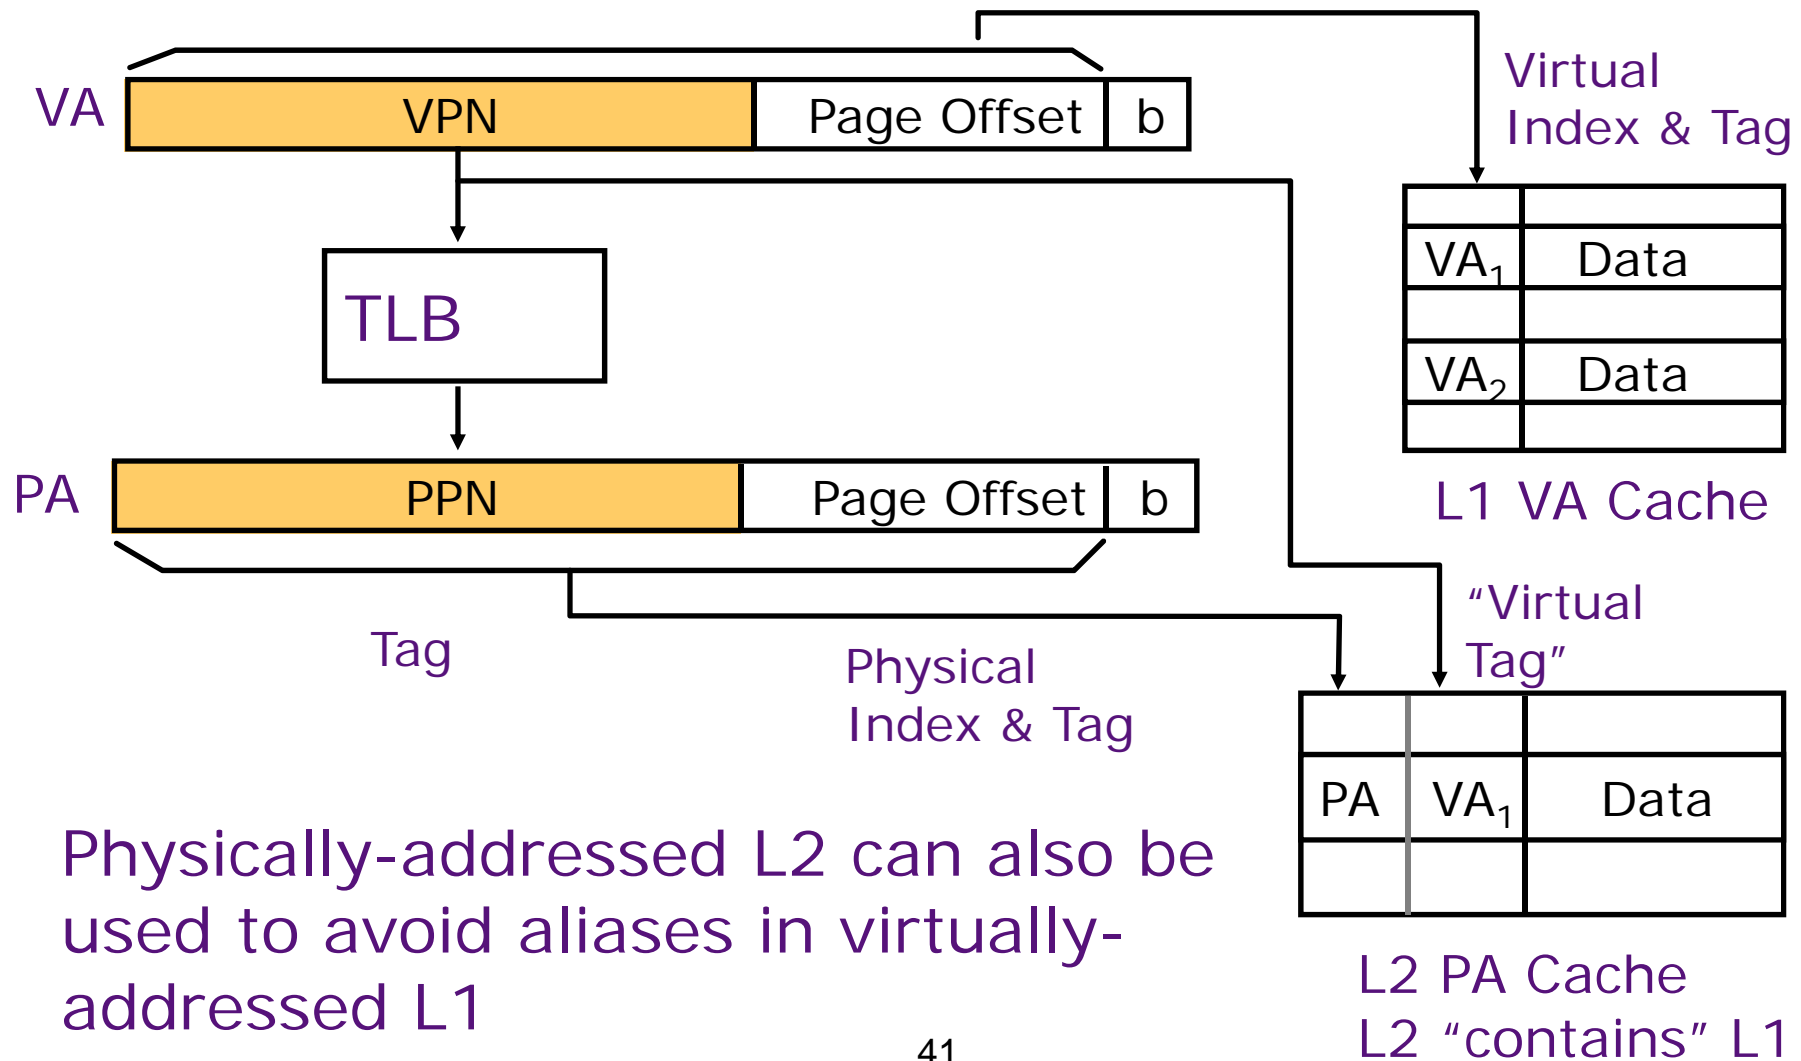 VA
VPN
Page Offset
b
Virtual
Index & Tag
VA₁
Data
TLB
VA₂
Data
L1 VA Cache
PA
PPN
Page Offset
b
Tag
Physical
Index & Tag
“Virtual
Tag”
PA
VA₁
Data
Physically-addressed L2 can also be
used to avoid aliases in virtually-
addressed L1
L2 PA Cache
L2 “contains” L1
41